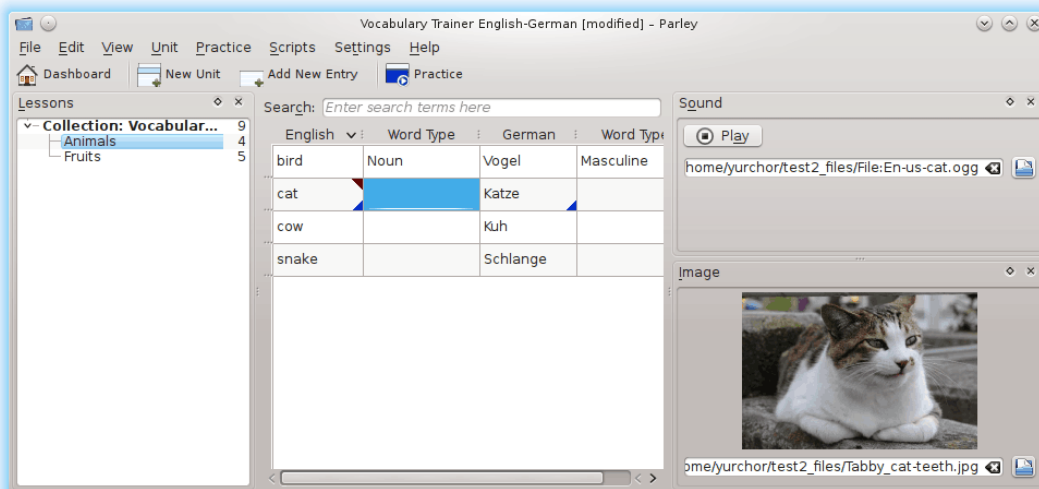 Vocabulary Trainer English-German [modified] – Parley
File Edit View Unit Practice Scripts Settings Help
Dashboard New Unit Add New Entry Practice
Lessons
Collection: Vocabular... 9
Animals 4
Fruits 5
Search: Enter search terms here
English Word Type German Word Type
bird Noun Vogel Masculine
cat Katze
cow Kuh
snake Schlange
Sound
Play
home/yurchor/test2_files/File:En-us-cat.ogg
Image
ome/yurchor/test2_files/Tabby_cat-teeth.jpg